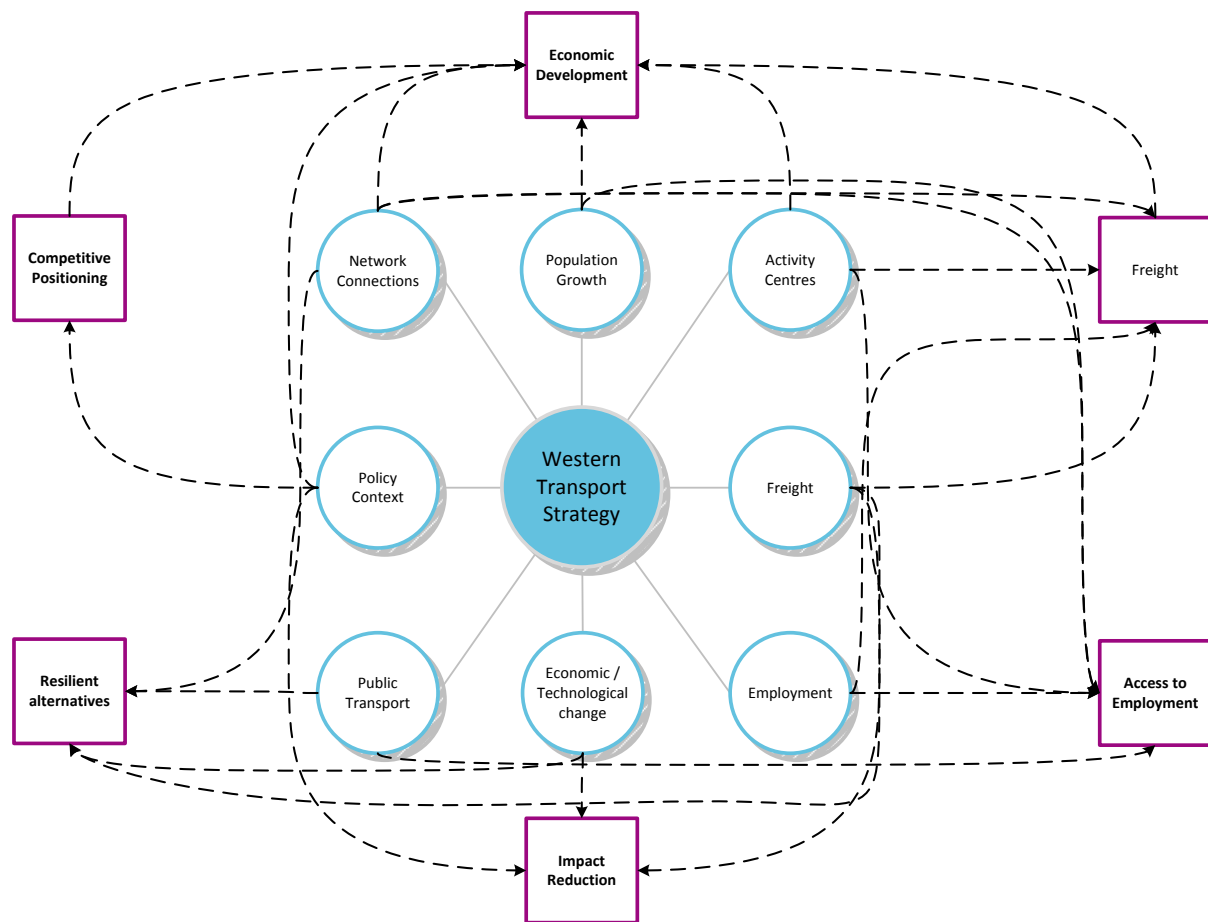 Economic
Development
Competitive
Positioning
Network
Connections
Population
Growth
Activity
Centres
Freight
Policy
Context
Western
Transport
Strategy
Freight
Resilient
alternatives
Public
Transport
Economic /
Technological
change
Employment
Access to
Employment
Impact
Reduction